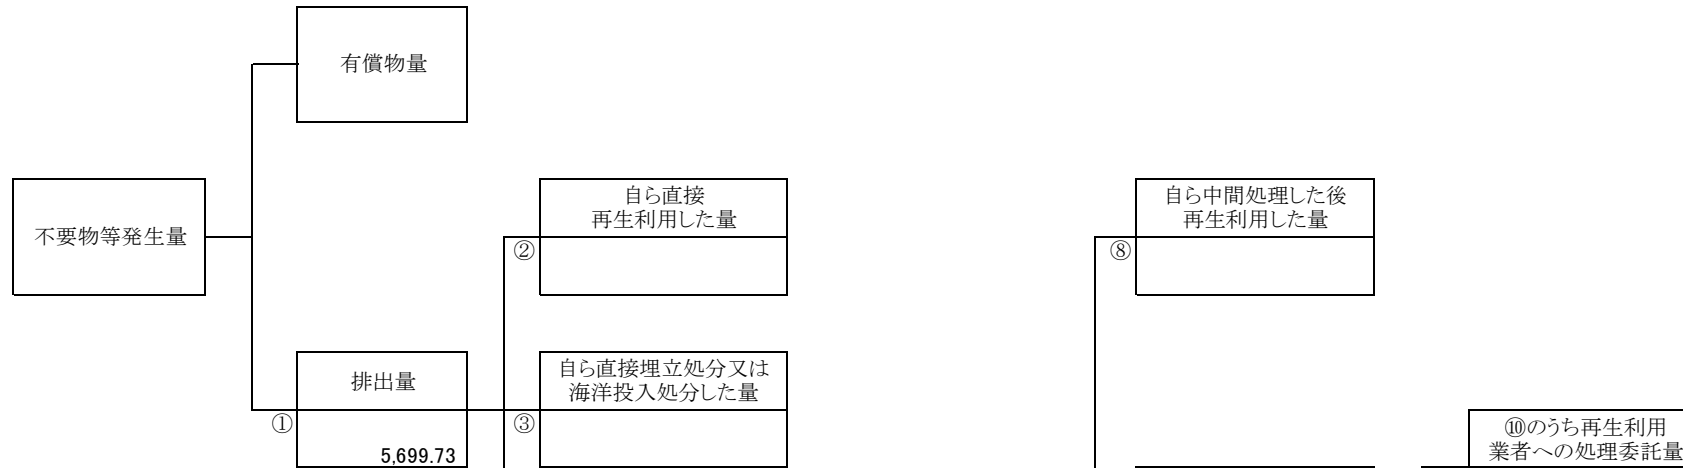 有償物量
不要物等発生量
自ら直接
再生利用した量
②
自ら中間処理した後
再生利用した量
⑧
排出量
①
5,699.73
自ら直接埋立処分又は
海洋投入処分した量
③
⑩のうち再生利用
業者への処理委託量